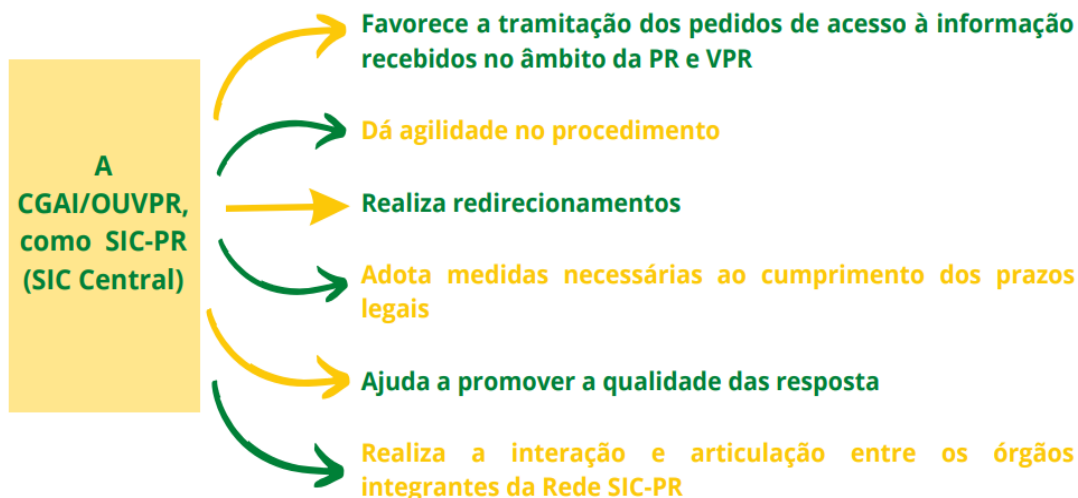 A
CGAI/OUVPR,
como SIC-PR
(SIC Central)
Favorece a tramitação dos pedidos de acesso à informação
recebidos no âmbito da PR e VPR
Dá agilidade no procedimento
Realiza redirecionamentos
Adota medidas necessárias ao cumprimento dos prazos
legais
Ajuda a promover a qualidade das resposta
Realiza a interação e articulação entre os órgãos
integrantes da Rede SIC-PR